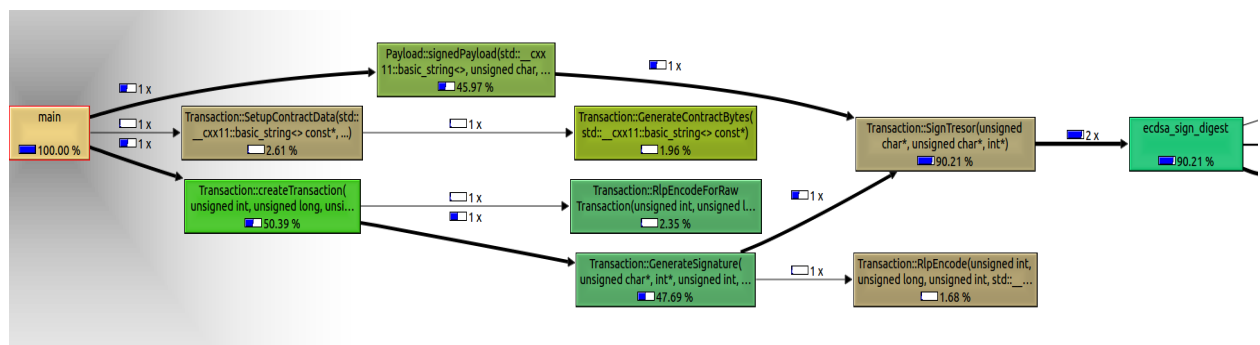 Payload::signedPayload(std::__cxx
11::basic_string<>, unsigned char, ...
45.97 %
1 x
1 x
main
100.00 %
1 x
1 x
Transaction::SetupContractData(std::
__cxx11::basic_string<> const*, ...)
2.61 %
1 x
Transaction::GenerateContractBytes(
std::__cxx11::basic_string<> const*)
1.96 %
Transaction::SignTresor(unsigned
char*, unsigned char*, int*)
90.21 %
2 x
ecdsa_sign_digest
90.21 %
Transaction::createTransaction(
unsigned int, unsigned long, unsi...
50.39 %
1 x
1 x
Transaction::RlpEncodeForRaw
Transaction(unsigned int, unsigned l...
2.35 %
1 x
Transaction::GenerateSignature(
unsigned char*, int*, unsigned int, ...
47.69 %
1 x
Transaction::RlpEncode(unsigned int,
unsigned long, unsigned int, std::__...
1.68 %